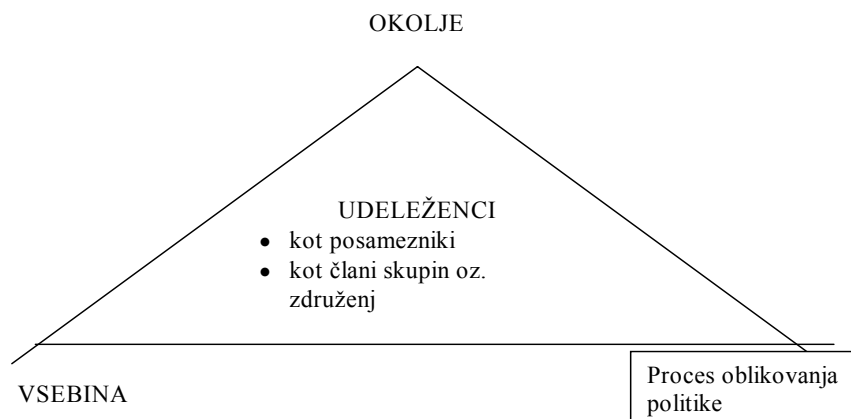 OKOLJE
UDELEŽENCI
• kot posamezniki
• kot člani skupin oz.
združenj
VSEBINA
Proces oblikovanja
politike